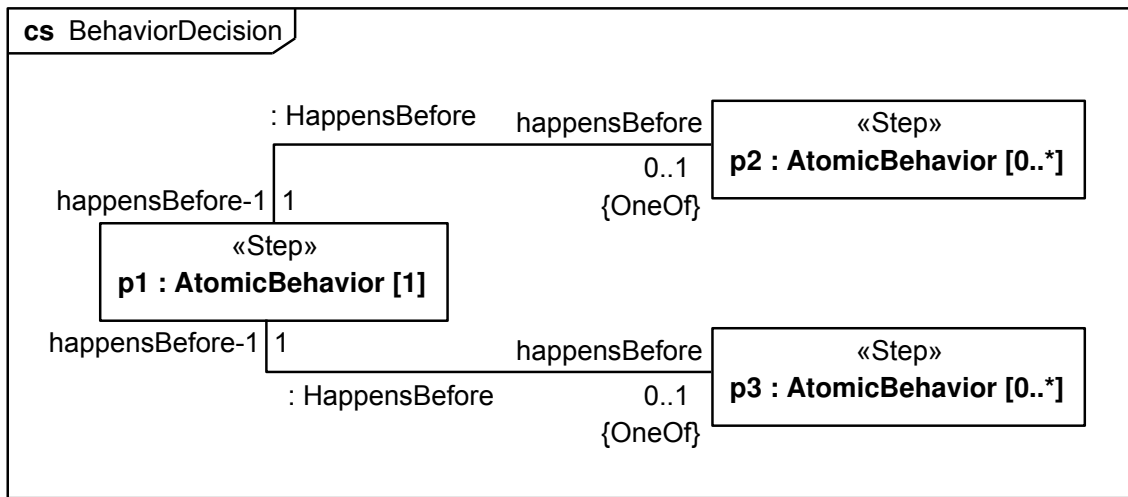 cs BehaviorDecision
: HappensBefore
happensBefore
0..1
{OneOf}
«Step»
p2 : AtomicBehavior [0..*]
happensBefore-1
1
«Step»
p1 : AtomicBehavior [1]
happensBefore-1
1
: HappensBefore
happensBefore
0..1
{OneOf}
«Step»
p3 : AtomicBehavior [0..*]